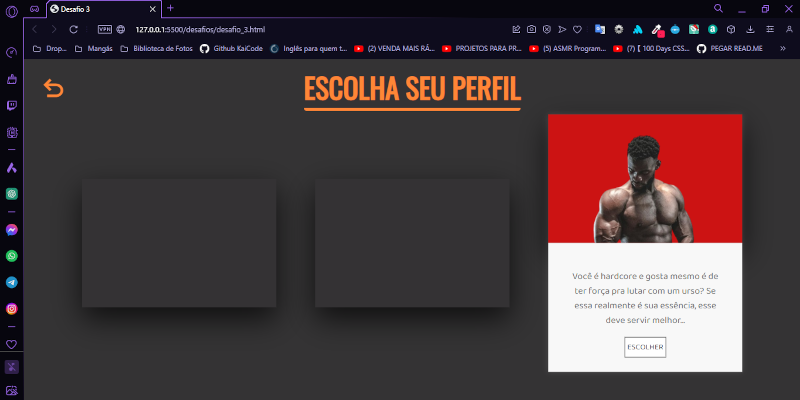 Desafio 3
VPN
127.0.0.1:5500/desafios/desafio_3.html
Drop...
Mangás
Biblioteca de Fotos
Github KaiCode
Inglês para quem t...
(2) VENDA MAIS RÁ...
PROJETOS PARA PR...
(5) ASMR Program...
(7) 【 100 Days CSS...
PEGAR READ.ME
ESCOLHA SEU PERFIL
Você é hardcore e gosta mesmo é de
ter força pra lutar com um urso? Se
essa realmente é sua essência, esse
deve servir melhor...
ESCOLHER